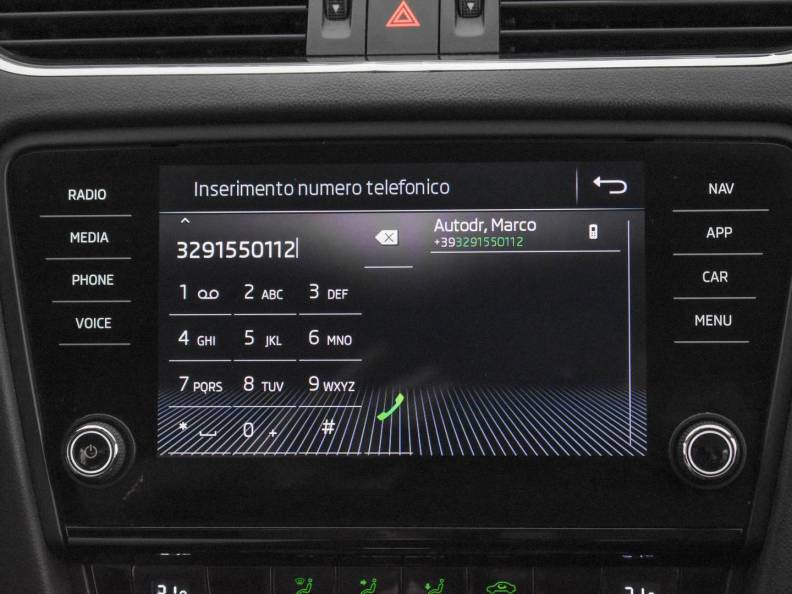 Inserimento numero telefonico
RADIO
MEDIA
PHONE
VOICE
3291550112
Autodr, Marco
+393291550112
1 2 ABC 3 DEF
4 GHI 5 JKL 6 MNO
7 PQRS 8 TUV 9 WXYZ
* 0 + #
NAV
APP
CAR
MENU